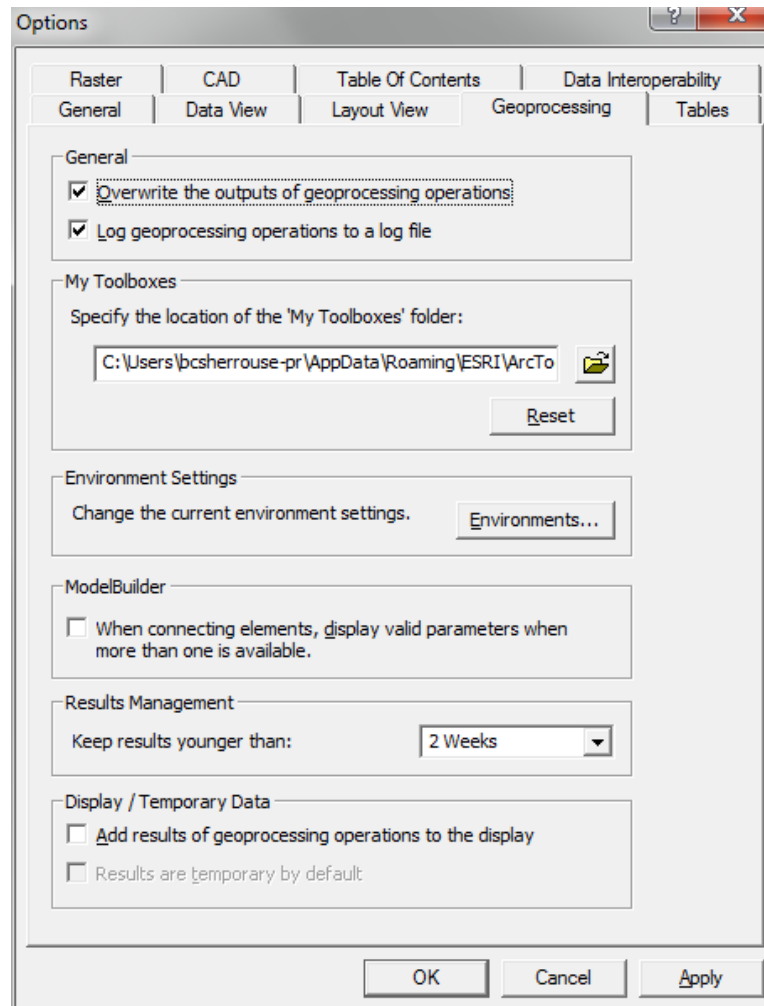 Options
? X
Raster CAD Table Of Contents Data Interoperability
General Data View Layout View Geoprocessing Tables
General
Overwrite the outputs of geoprocessing operations
Log geoprocessing operations to a log file
My Toolboxes
Specify the location of the 'My Toolboxes' folder:
C:\Users\bcsherrouse-pr\AppData\Roaming\ESRI\ArcTo
Reset
Environment Settings
Change the current environment settings. Environments...
ModelBuilder
When connecting elements, display valid parameters when
more than one is available.
Results Management
Keep results younger than: 2 Weeks
Display / Temporary Data
Add results of geoprocessing operations to the display
Results are temporary by default
OK Cancel Apply